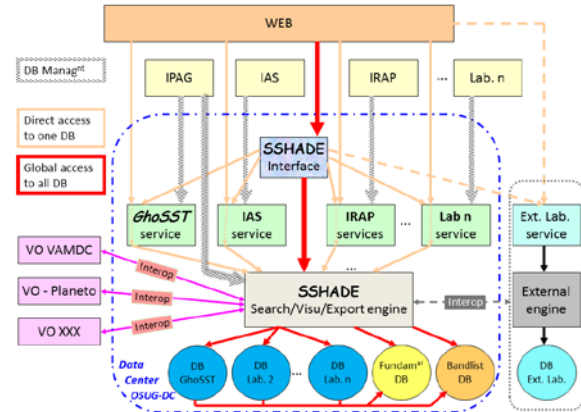 WEB
DB Managnt
IPAG
IAS
IRAP
...
Lab. n
Direct access
to one DB
Global access
to all DB
SSHADE
Interface
GhoSST
service
IAS
service
IRAP
services
...
Lab n
service
Ext. Lab.
service
VO VAMDC
Interop
VO - Planeto
Interop
VO XXX
Interop
...
SSHADE
Search/Visu/Export engine
Interop
External
engine
Data
Center
OSUG-DC
DB
GhoSST
DB
Lab. 2
...
DB
Lab. n
Fundamal
DB
Bandlist
DB
DB
Ext. Lab.